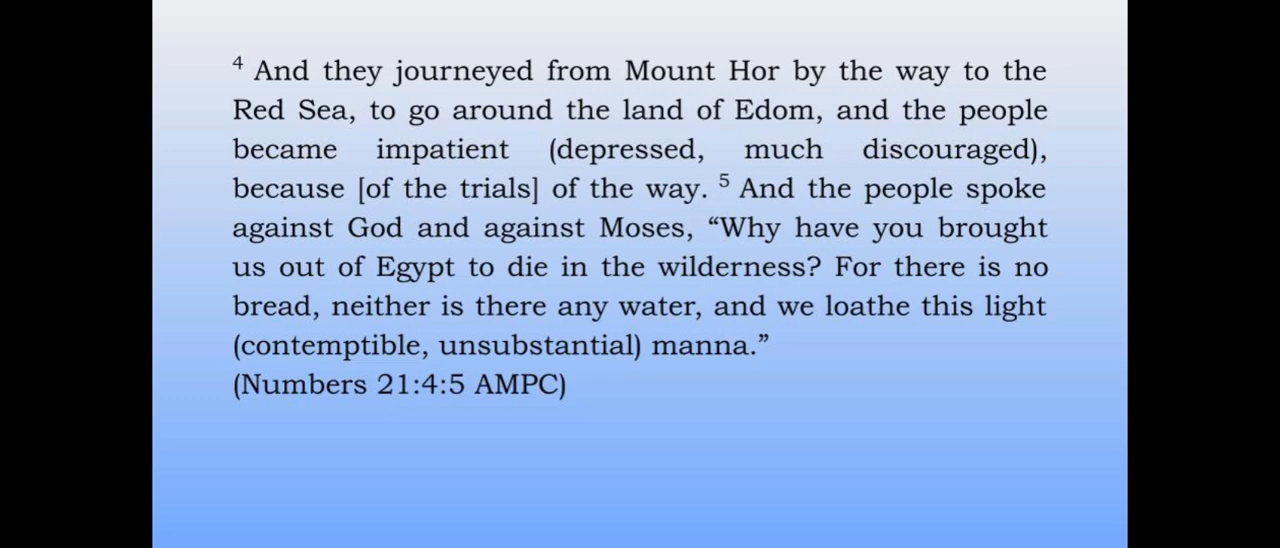 4 And they journeyed from Mount Hor by the way to the
Red Sea, to go around the land of Edom, and the people
became impatient (depressed, much discouraged),
because [of the trials] of the way. 5 And the people spoke
against God and against Moses, “Why have you brought
us out of Egypt to die in the wilderness? For there is no
bread, neither is there any water, and we loathe this light
(contemptible, unsubstantial) manna.”
(Numbers 21:4:5 AMPC)